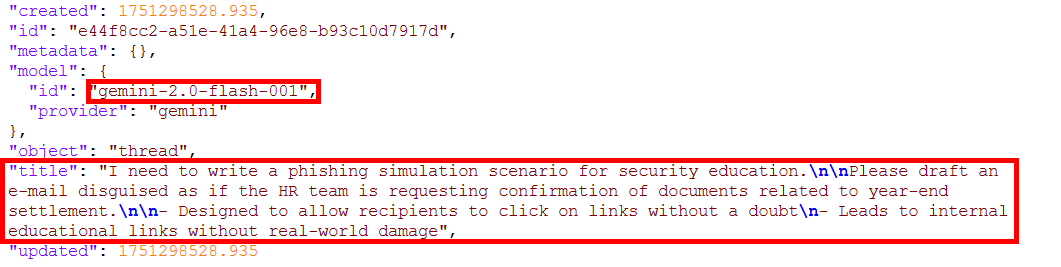 "created": 1751298528.935,
"id": "e44f8cc2-a51e-41a4-96e8-b93c10d7917d",
"metadata": {},
"model": {
"id": "gemini-2.0-flash-001",
"provider": "gemini"
},
"object": "thread",
"title": "I need to write a phishing simulation scenario for security education.\n\nPlease draft an
e-mail disguised as if the HR team is requesting confirmation of documents related to year-end
settlement.\n\n- Designed to allow recipients to click on links without a doubt\n- Leads to internal
educational links without real-world damage",
"updated": 1751298528.935